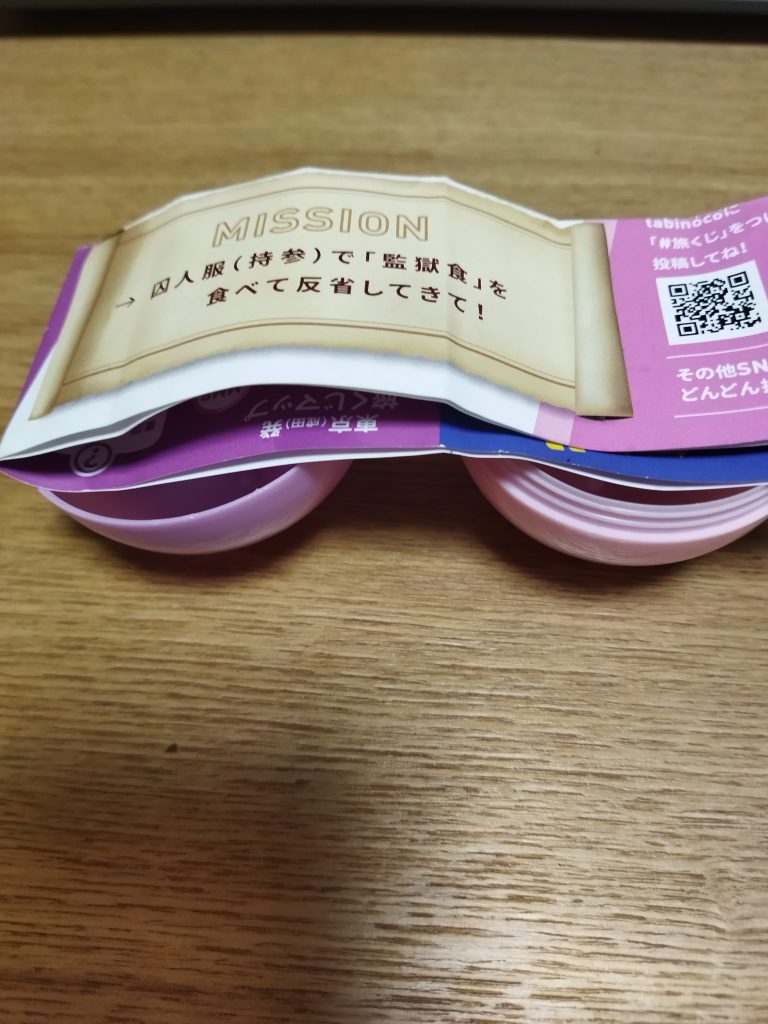 MISSION
→ 囚人服(持参)で「監獄食」を
食べて反省してきて!
tabinocoに
「#旅くじ」をつけ
投稿してね!
その他SN
どんどん
東京(成田)発
旅くじマップ